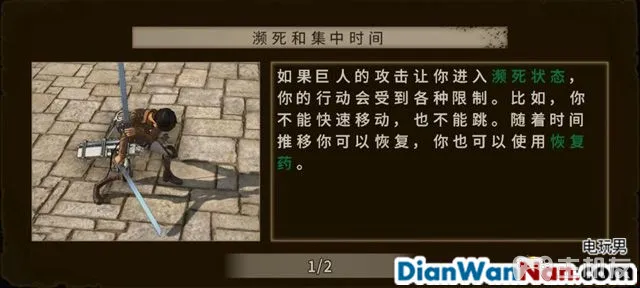 濒死和集中时间
如果巨人的攻击让你进入濒死状态，
你的行动会受到各种限制。比如，你
不能快速移动，也不能跳。随着时间
推移你可以恢复，你也可以使用恢复
药。
1/2
电玩男
DianWanNan.com